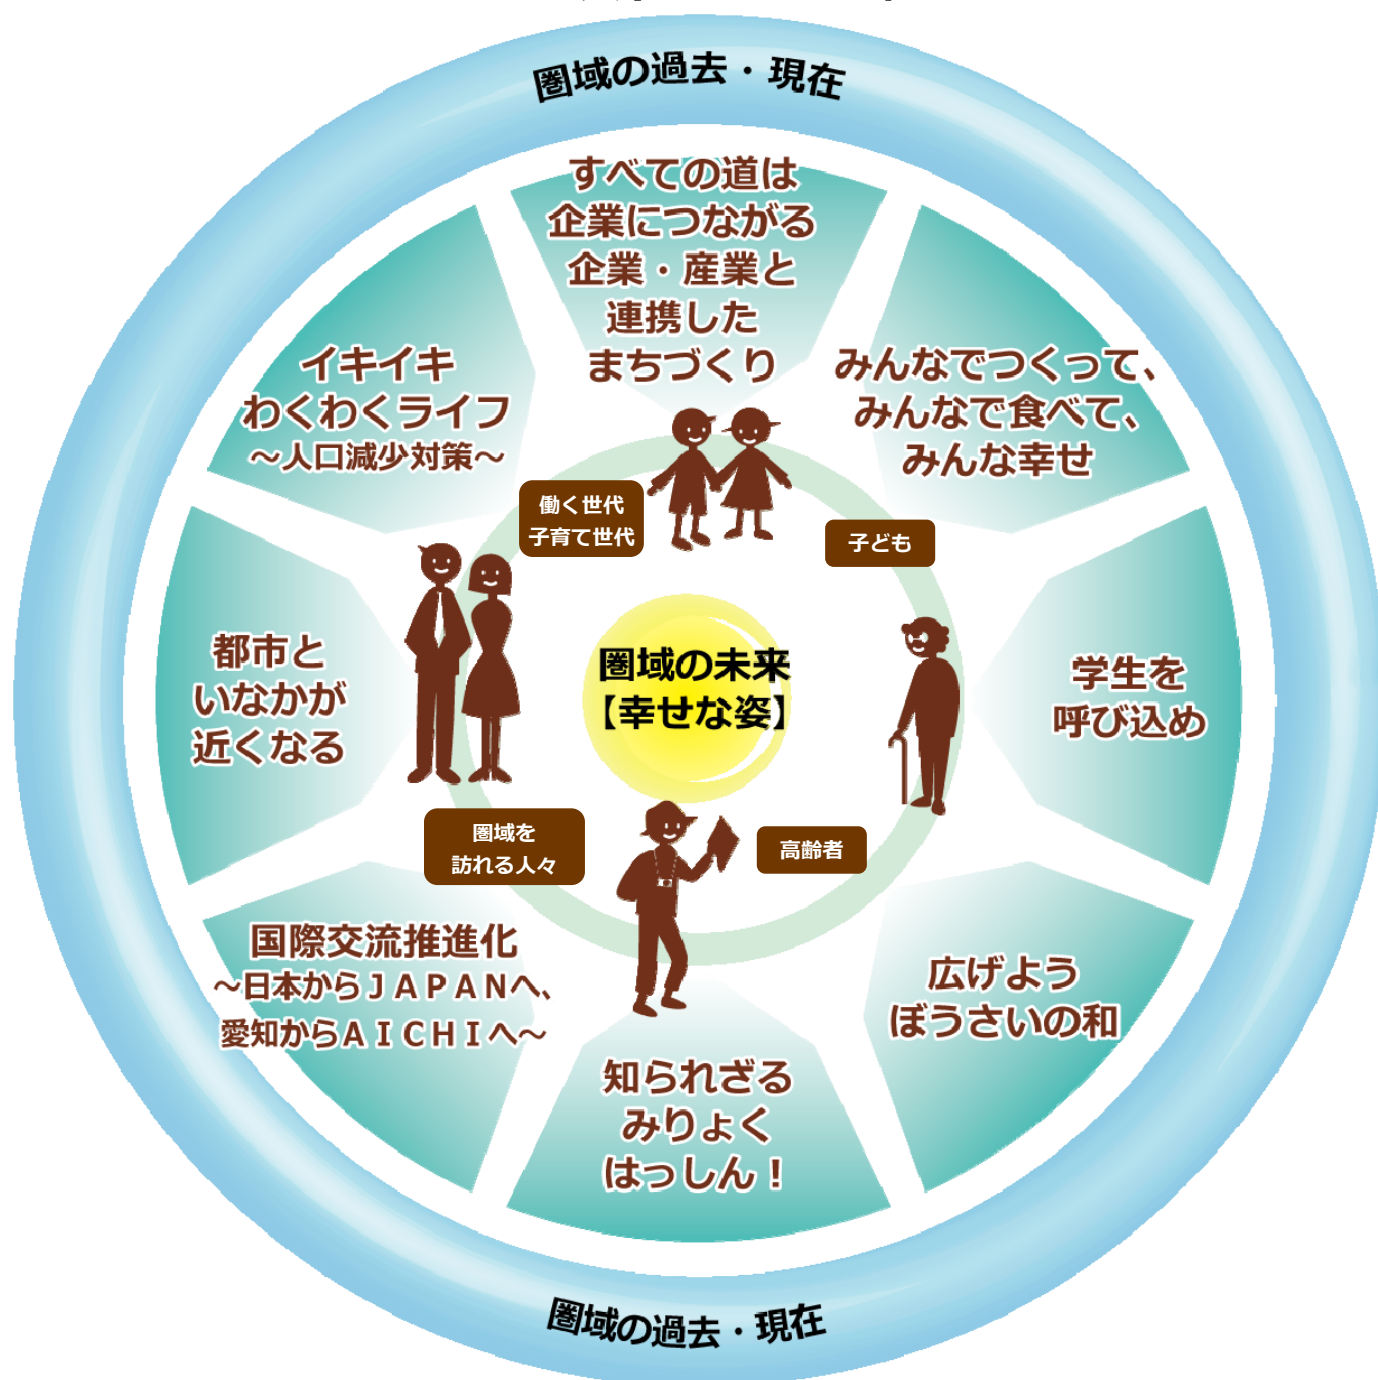 圏域の過去・現在
すべての道は
企業につながる
企業・産業と
連携した
まちづくり
みんなでつくって、
みんなで食べて、
みんな幸せ
イキイキ
わくわくライフ
～人口減少対策～
働く世代
子育て世代
子ども
学生を
呼び込め
都市と
いなかが
近くなる
圏域の未来
【幸せな姿】
圏域を
訪れる人々
高齢者
広げよう
ぼうさいの和
国際交流推進化
～日本からＪＡＰＡＮへ、
愛知からＡＩＣＨＩへ～
知られざる
みりょく
はっしん！
圏域の過去・現在